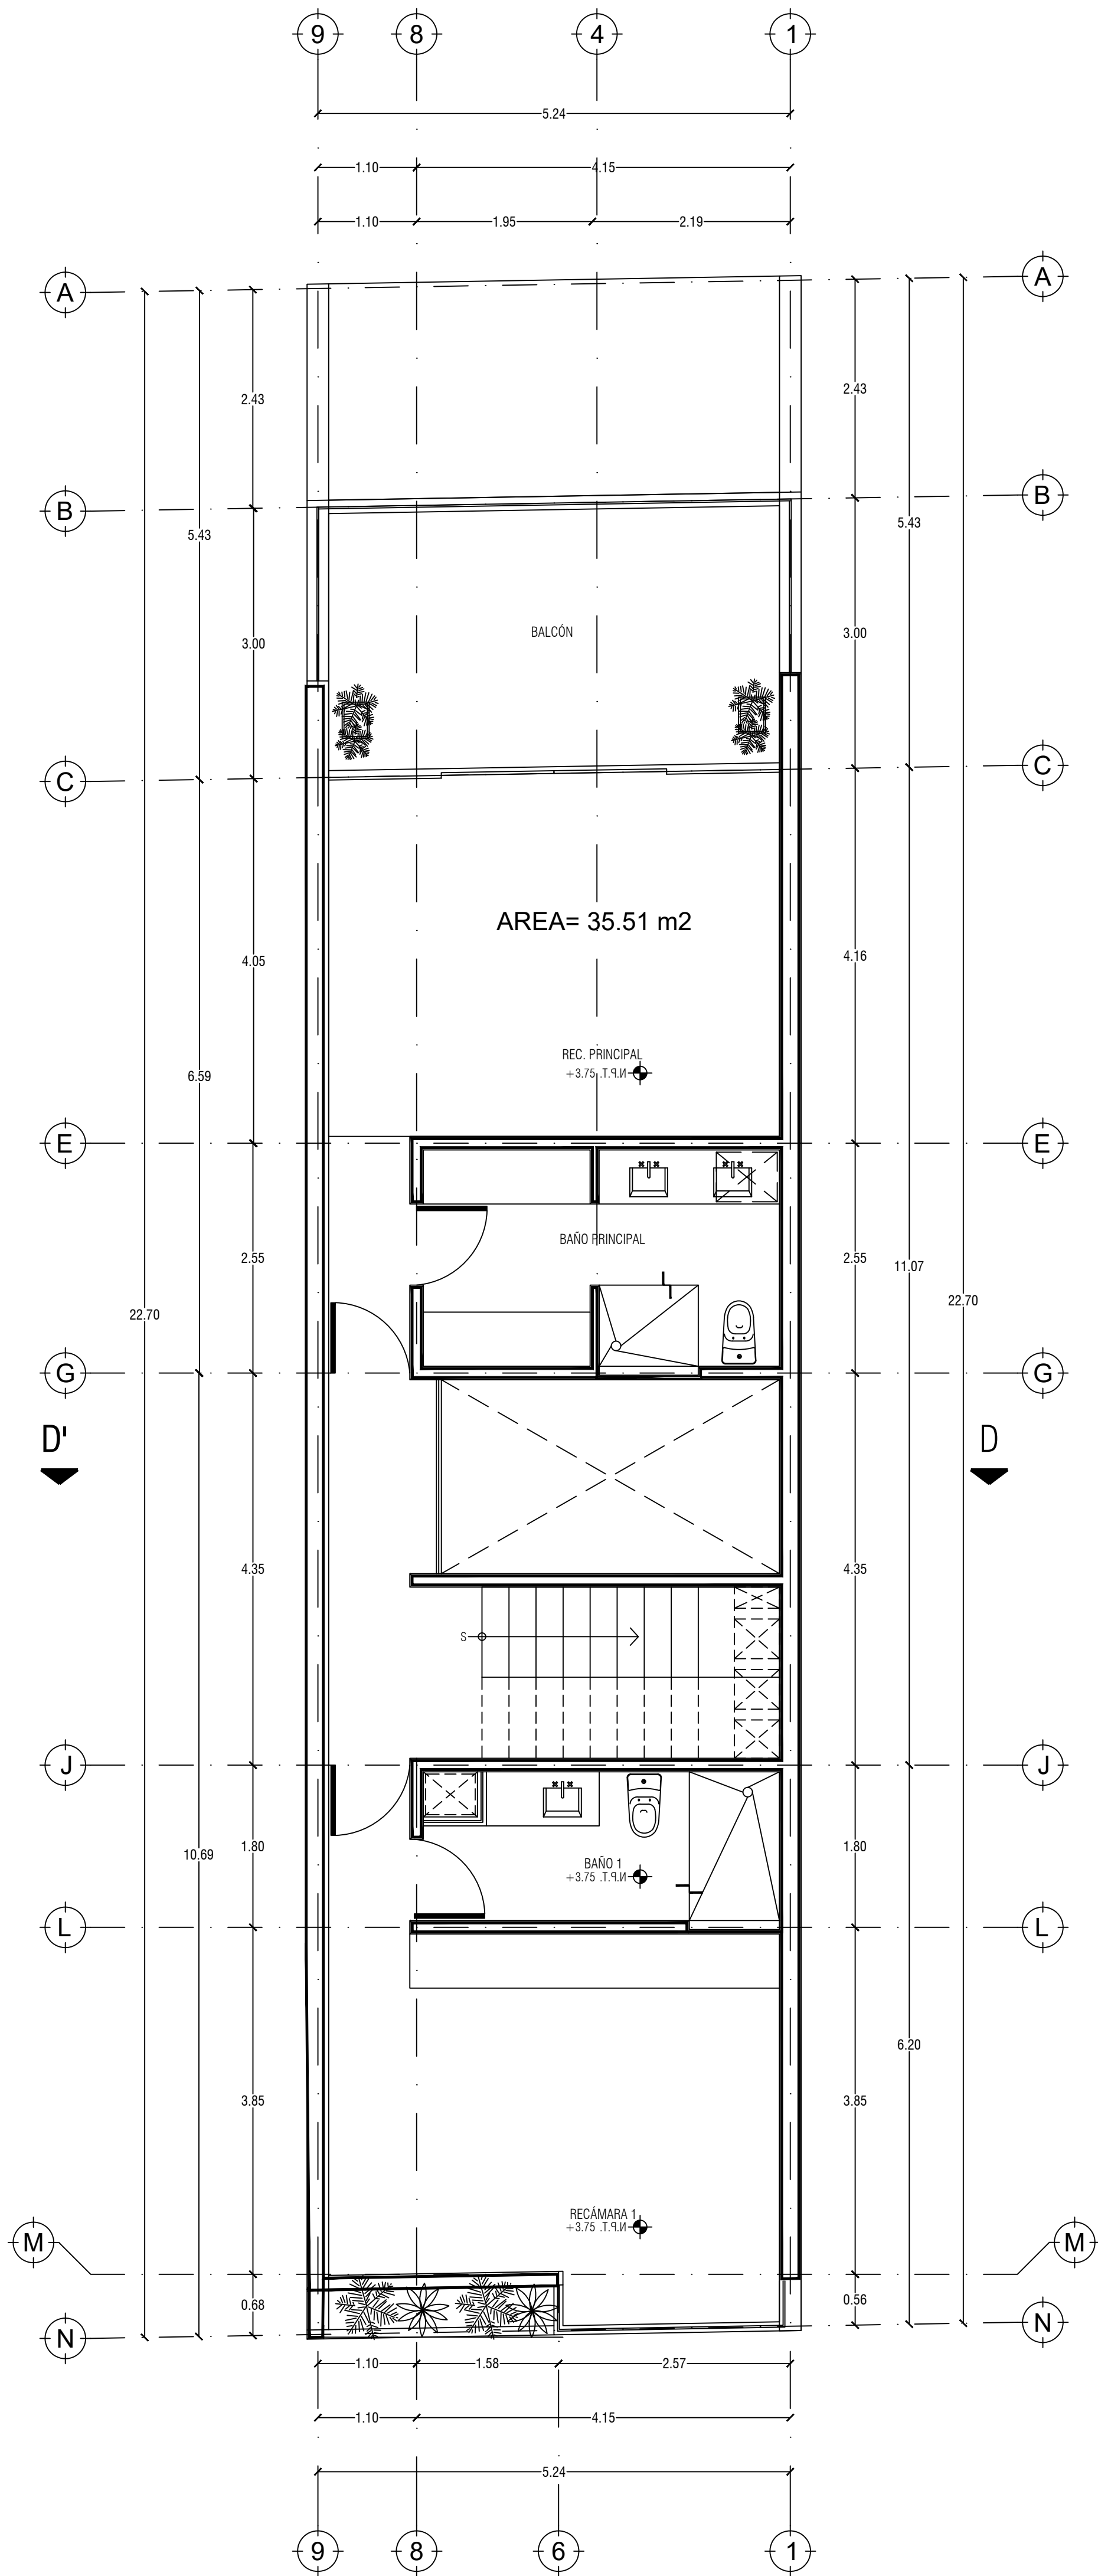 9 8 4 1
5.24
1.10 4.15
1.10 1.95 2.19
A A
2.43 2.43
B B
5.43 5.43
BALCÓN
3.00 3.00
C C
AREA= 35.51 m2
4.05 4.16
REC. PRINCIPAL
+3.75 N.P.T.
6.59
E E
BAÑO PRINCIPAL
2.55 2.55
11.07
22.70 22.70
G G
D' D
4.35 4.35
S
J J
1.80 1.80
10.69
BAÑO 1
+3.75 N.P.T.
L L
6.20
3.85 3.85
RECÁMARA 1
+3.75 N.P.T.
M M
0.68 0.56
N N
1.10 1.58 2.57
1.10 4.15
5.24
9 8 6 1